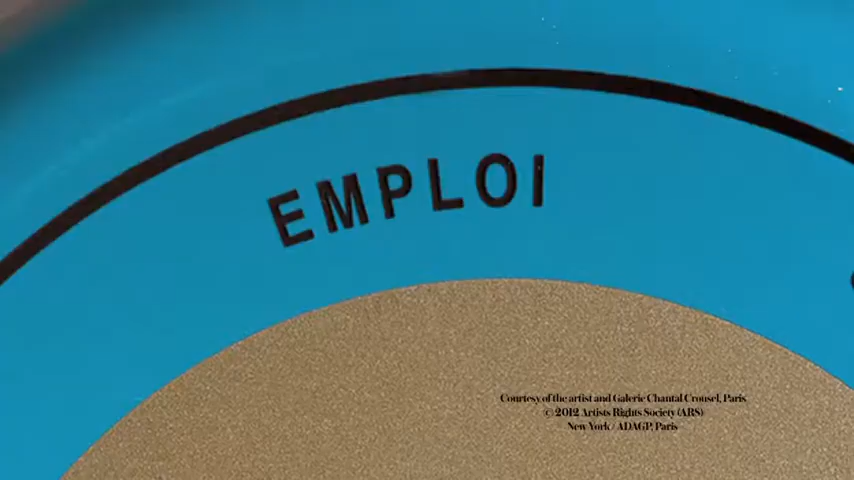 EMPLOI
Courtesy of the artist and Galerie Chantal Crousel, Paris
© 2012 Artists Rights Society (ARS)
New York / ADAGP, Paris